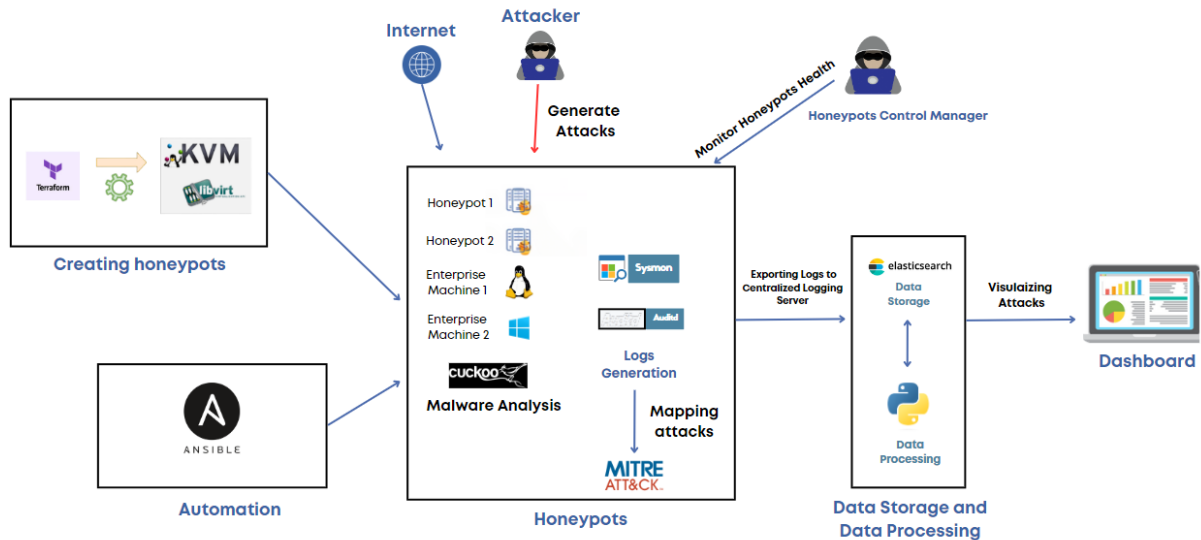 Attacker
Internet
Generate
Attacks
Monitor Honeypots Health
Honeypots Control Manager
Terraform
KVM
libvirt
Creating honeypots
Honeypot 1
Honeypot 2
Enterprise
Machine 1
Enterprise
Machine 2
cuckoo
Malware Analysis
Sysmon
Auditd
Logs
Generation
Mapping
attacks
MITRE
ATT&CK
Honeypots
ANSIBLE
Automation
Exporting Logs to
Centralized Logging
Server
elasticsearch
Data
Storage
Data
Processing
Data Storage and
Data Processing
Visulaizing
Attacks
Dashboard